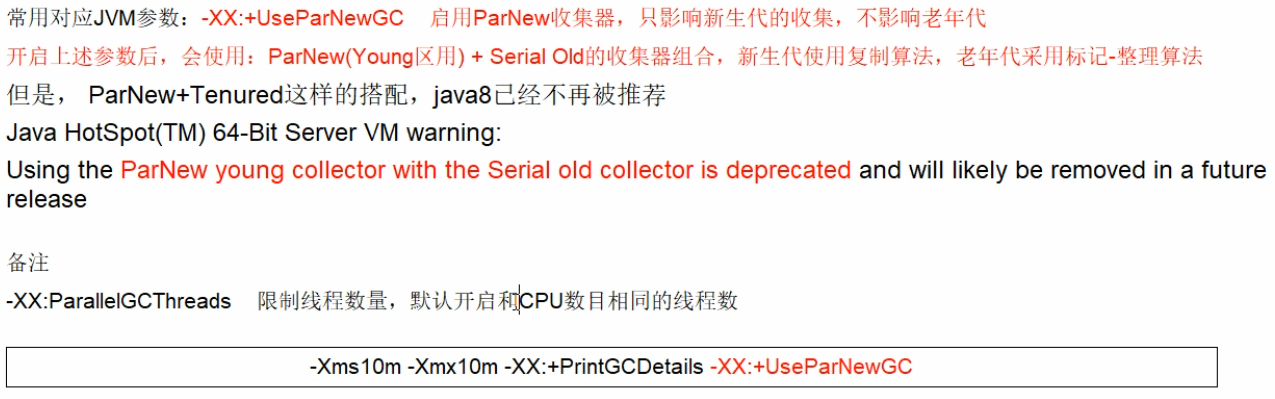 常用对应JVM参数：-XX:+UseParNewGC 启用ParNew收集器，只影响新生代的收集，不影响老年代
开启上述参数后，会使用：ParNew(Young区用) + Serial Old的收集器组合，新生代使用复制算法，老年代采用标记-整理算法
但是， ParNew+Tenured这样的搭配，java8已经不再被推荐
Java HotSpot(TM) 64-Bit Server VM warning:
Using the ParNew young collector with the Serial old collector is deprecated and will likely be removed in a future
release
备注
-XX:ParallelGCThreads 限制线程数量，默认开启和CPU数目相同的线程数
-Xms10m -Xmx10m -XX:+PrintGCDetails -XX:+UseParNewGC